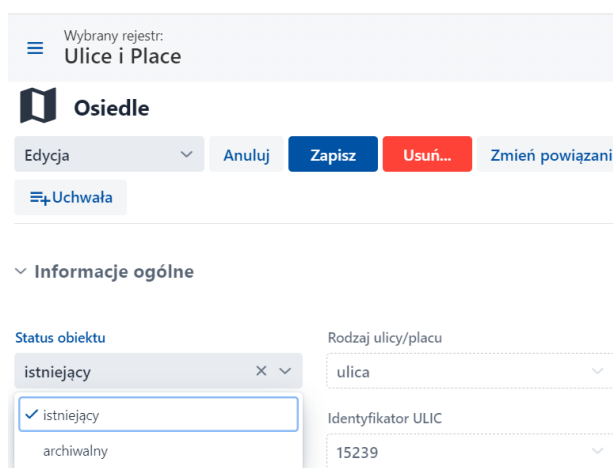 Wybrany rejestr:
Ulice i Place
Osiedle
Edycja Anuluj Zapisz Usuń... Zmień powiązani
Uchwała
Informacje ogólne
Status obiektu Rodzaj ulicy/placu
istniejący ulica
istniejący Identyfikator ULIC
archiwalny 15239